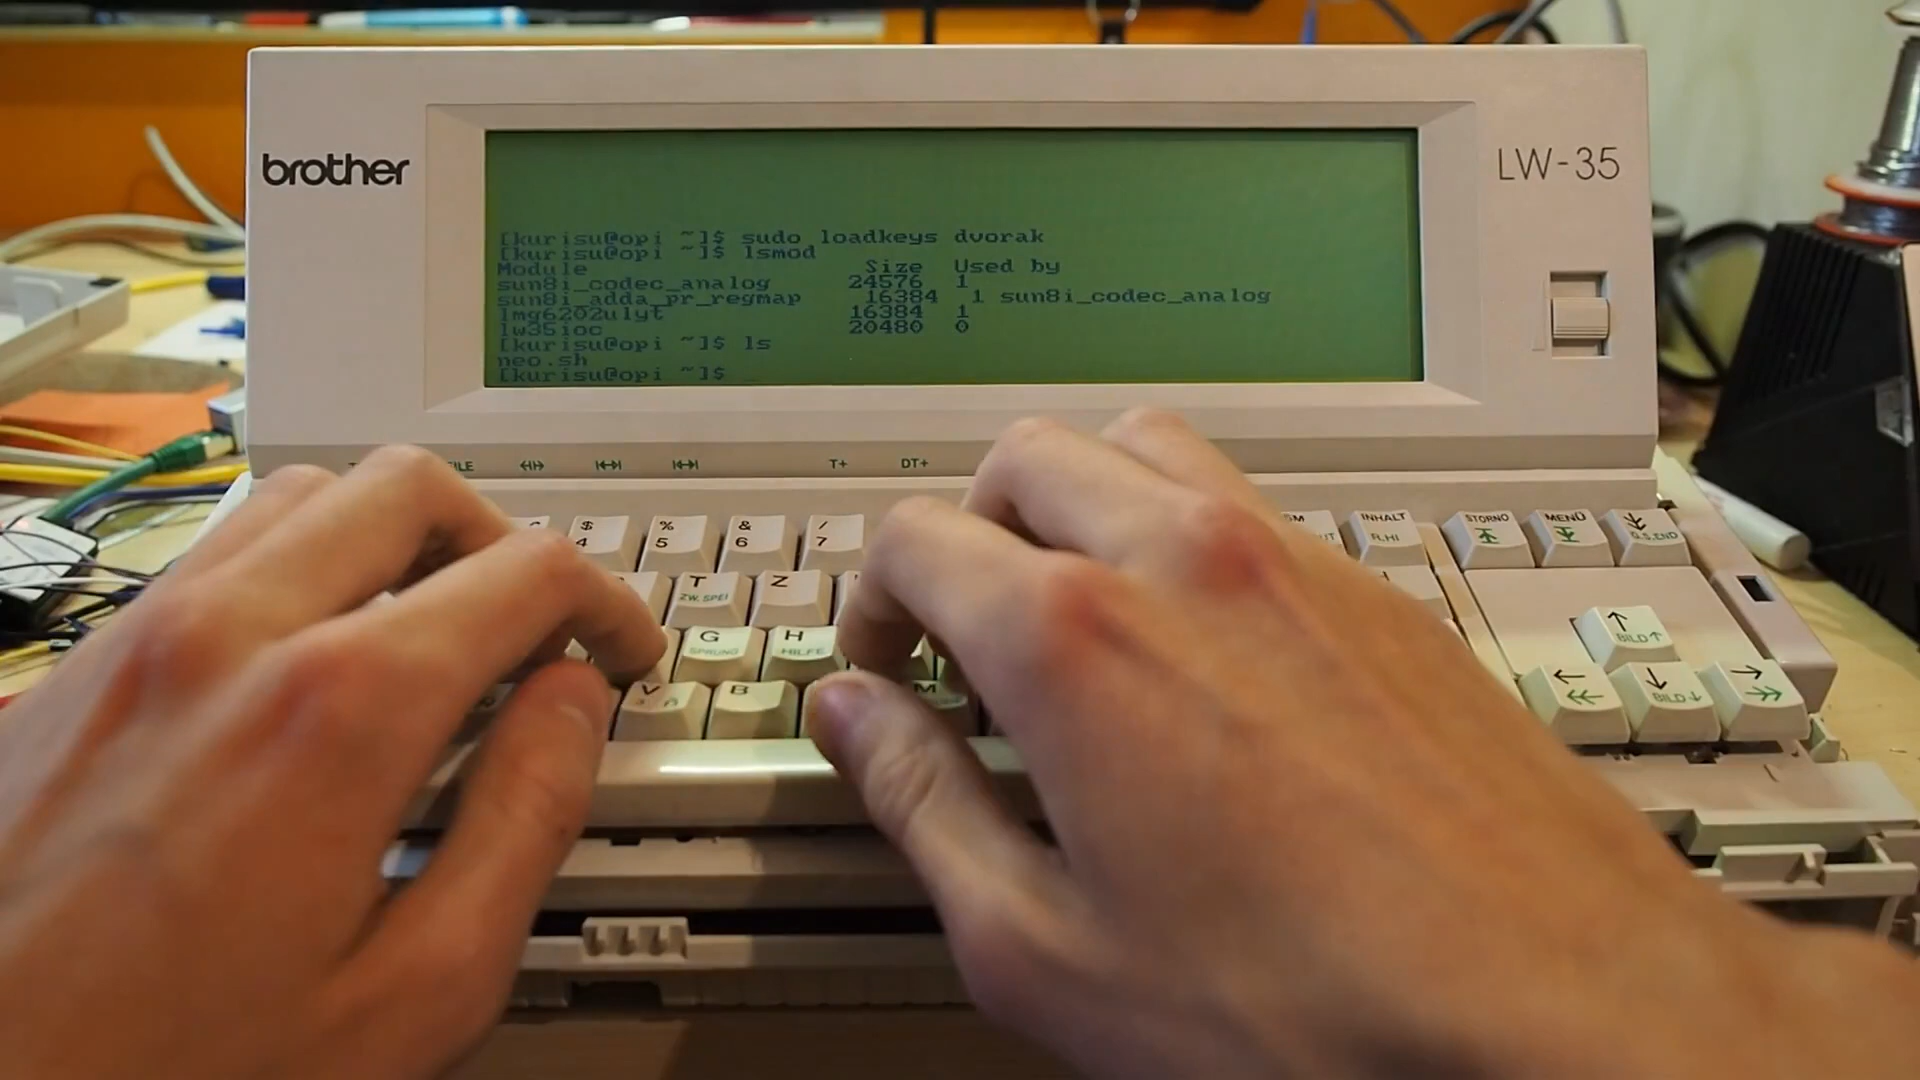 brother
LW-35
[kurisu@opi ~]$ sudo loadkeys dvorak
[kurisu@opi ~]$ lsmod
Module Size Used by
sun8i_codec_analog 24576 1
sun8i_adda_pr_regmap 16384 1 sun8i_codec_analog
lmg6202ulyt 16384 1
lw35ioc 20480 0
[kurisu@opi ~]$ ls
neo.sh
[kurisu@opi ~]$
T+ DT+
$ % & /
4 5 6 7
INHALT STORNO MENÜ
R.HI Q.S.END
T Z
ZW.SPEI
G H
SPRUNG HILFE
V B M
↑
BILD↑
← ↓ →
BILD↓